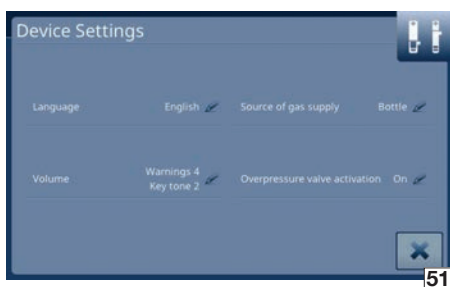 Device Settings
Language English Source of gas supply Bottle
Volume Warnings 4 Key tone 2 Overpressure valve activation On
51